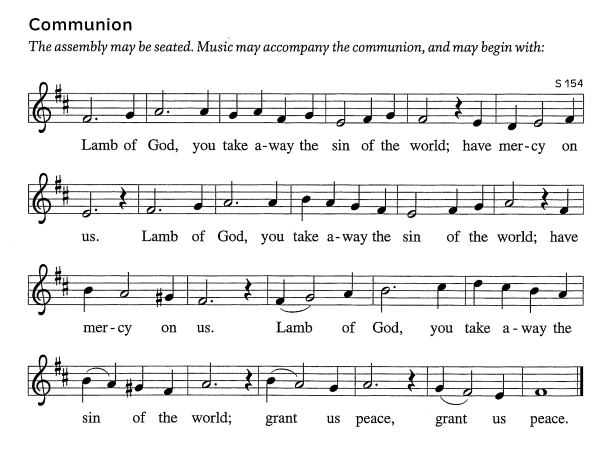 Communion
The assembly may be seated. Music may accompany the communion, and may begin with:
S 154
Lamb of God, you take a-way the sin of the world; have mer-cy on
us. Lamb of God, you take a-way the sin of the world; have
mer-cy on us. Lamb of God, you take a-way the
sin of the world; grant us peace, grant us peace.